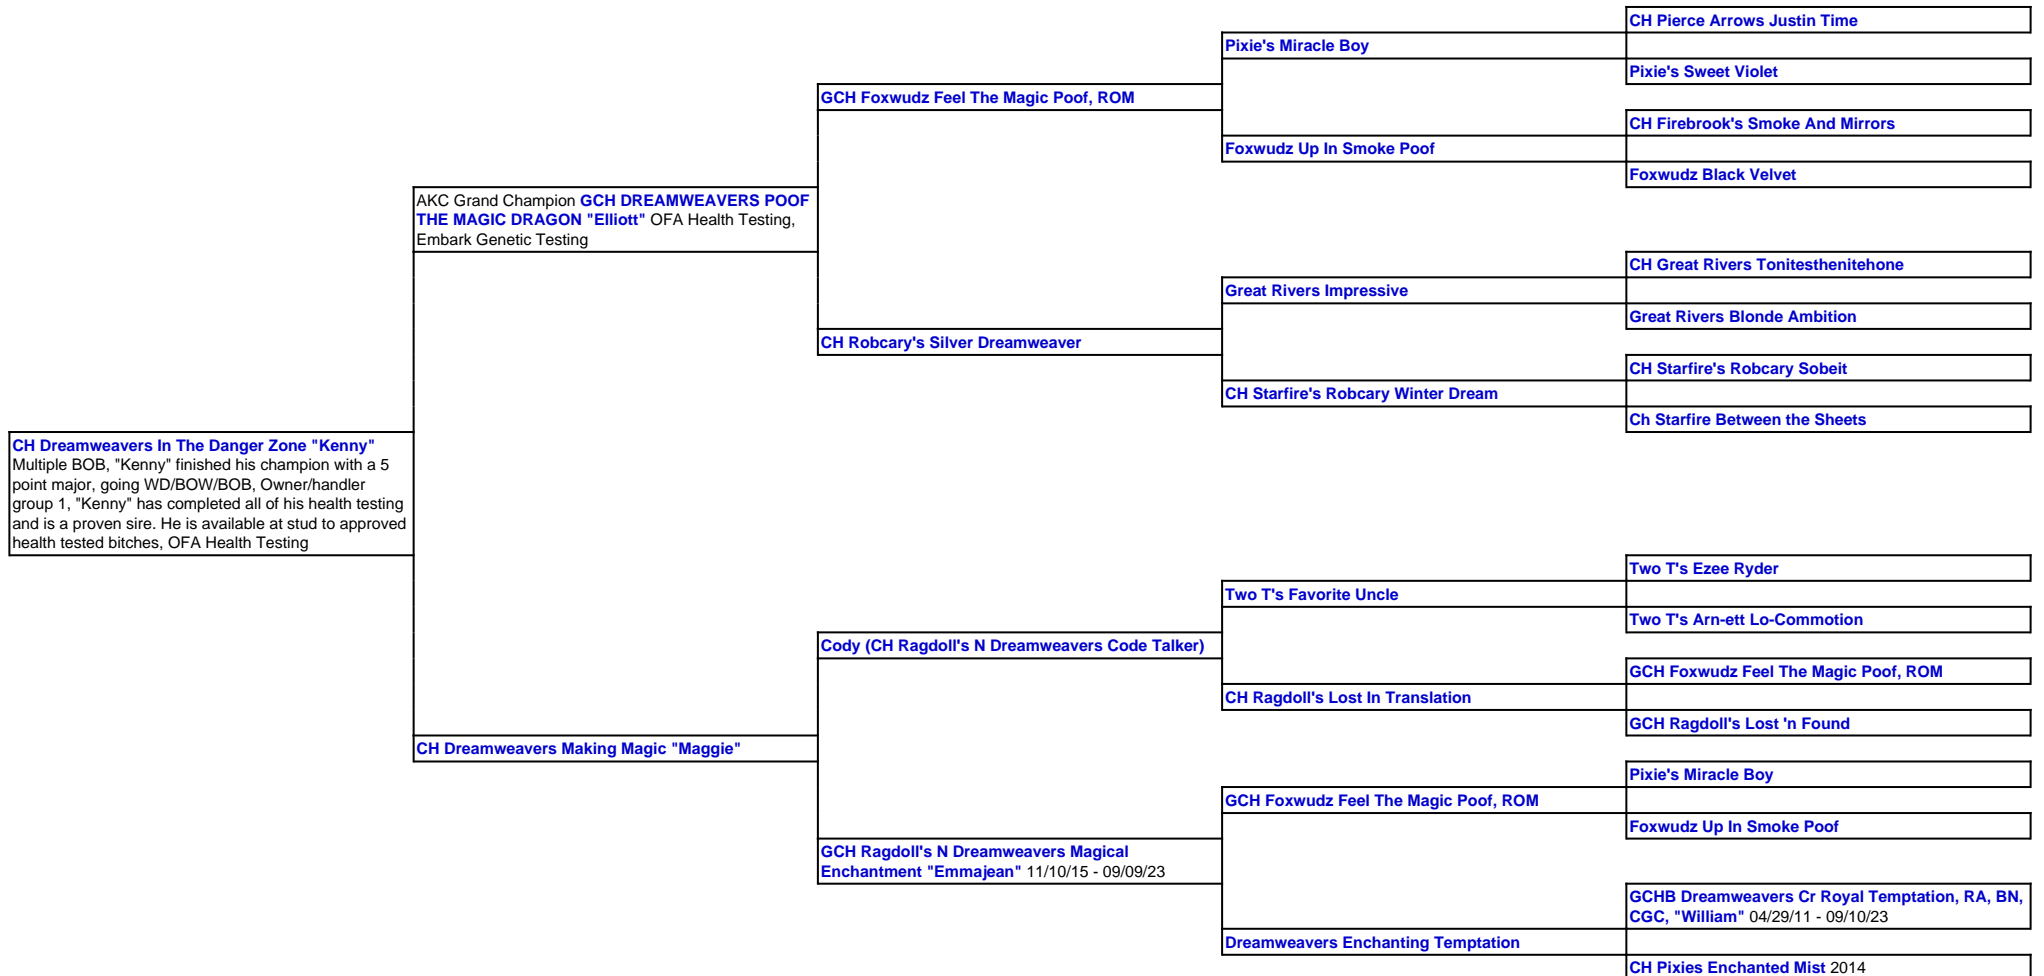 CH Pierce Arrows Justin Time
Pixie's Miracle Boy
Pixie's Sweet Violet
GCH Foxwudz Feel The Magic Poof, ROM
CH Firebrook's Smoke And Mirrors
Foxwudz Up In Smoke Poof
Foxwudz Black Velvet
AKC Grand Champion GCH DREAMWEAVERS POOF
THE MAGIC DRAGON "Elliott" OFA Health Testing,
Embark Genetic Testing
CH Great Rivers Tonitesthenitehone
Great Rivers Impressive
Great Rivers Blonde Ambition
CH Robcary's Silver Dreamweaver
CH Starfire's Robcary Sobeit
CH Starfire's Robcary Winter Dream
Ch Starfire Between the Sheets
CH Dreamweavers In The Danger Zone "Kenny"
Multiple BOB, "Kenny" finished his champion with a 5
point major, going WD/BOW/BOB, Owner/handler
group 1, "Kenny" has completed all of his health testing
and is a proven sire. He is available at stud to approved
health tested bitches, OFA Health Testing
Two T's Ezee Ryder
Two T's Favorite Uncle
Two T's Arn-ett Lo-Commotion
Cody (CH Ragdoll's N Dreamweavers Code Talker)
GCH Foxwudz Feel The Magic Poof, ROM
CH Ragdoll's Lost In Translation
GCH Ragdoll's Lost 'n Found
CH Dreamweavers Making Magic "Maggie"
Pixie's Miracle Boy
GCH Foxwudz Feel The Magic Poof, ROM
Foxwudz Up In Smoke Poof
GCH Ragdoll's N Dreamweavers Magical
Enchantment "Emmajean" 11/10/15 - 09/09/23
GCHB Dreamweavers Cr Royal Temptation, RA, BN,
CGC, "William" 04/29/11 - 09/10/23
Dreamweavers Enchanting Temptation
CH Pixies Enchanted Mist 2014